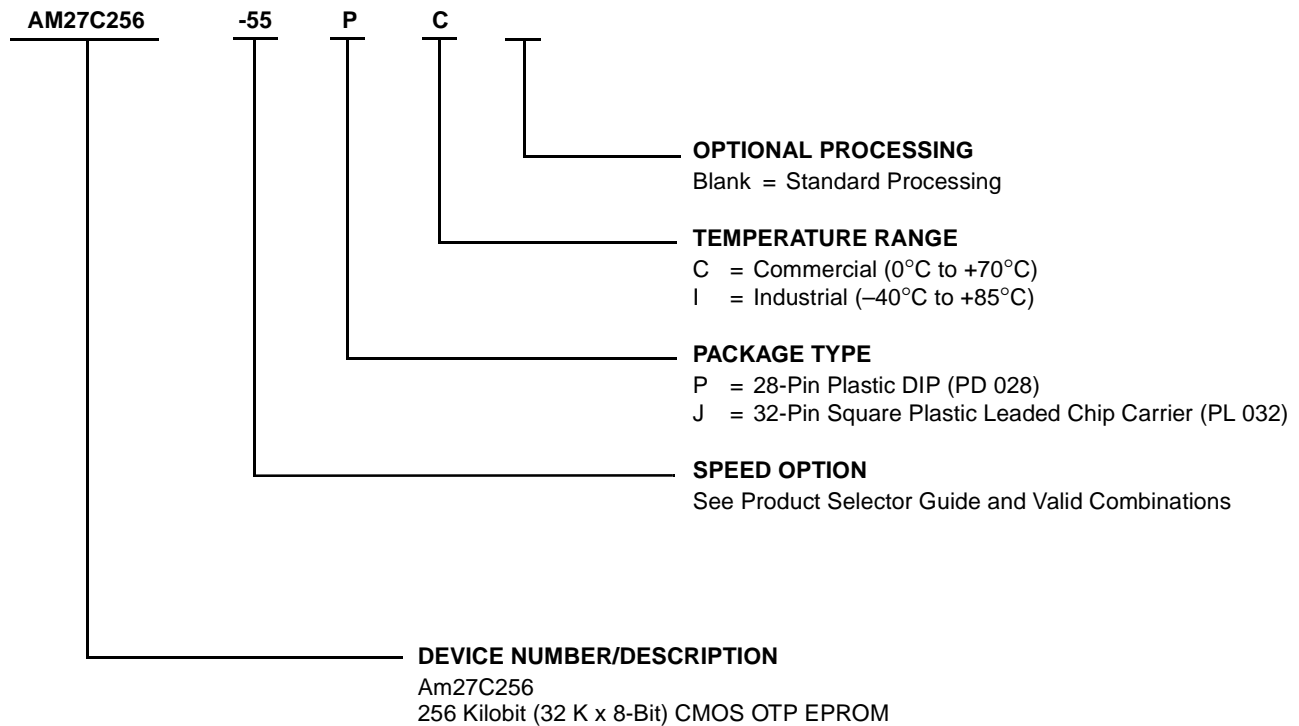 AM27C256 -55 P C
OPTIONAL PROCESSING
Blank = Standard Processing
TEMPERATURE RANGE
C = Commercial (0°C to +70°C)
I = Industrial (–40°C to +85°C)
PACKAGE TYPE
P = 28-Pin Plastic DIP (PD 028)
J = 32-Pin Square Plastic Leaded Chip Carrier (PL 032)
SPEED OPTION
See Product Selector Guide and Valid Combinations
DEVICE NUMBER/DESCRIPTION
Am27C256
256 Kilobit (32 K x 8-Bit) CMOS OTP EPROM